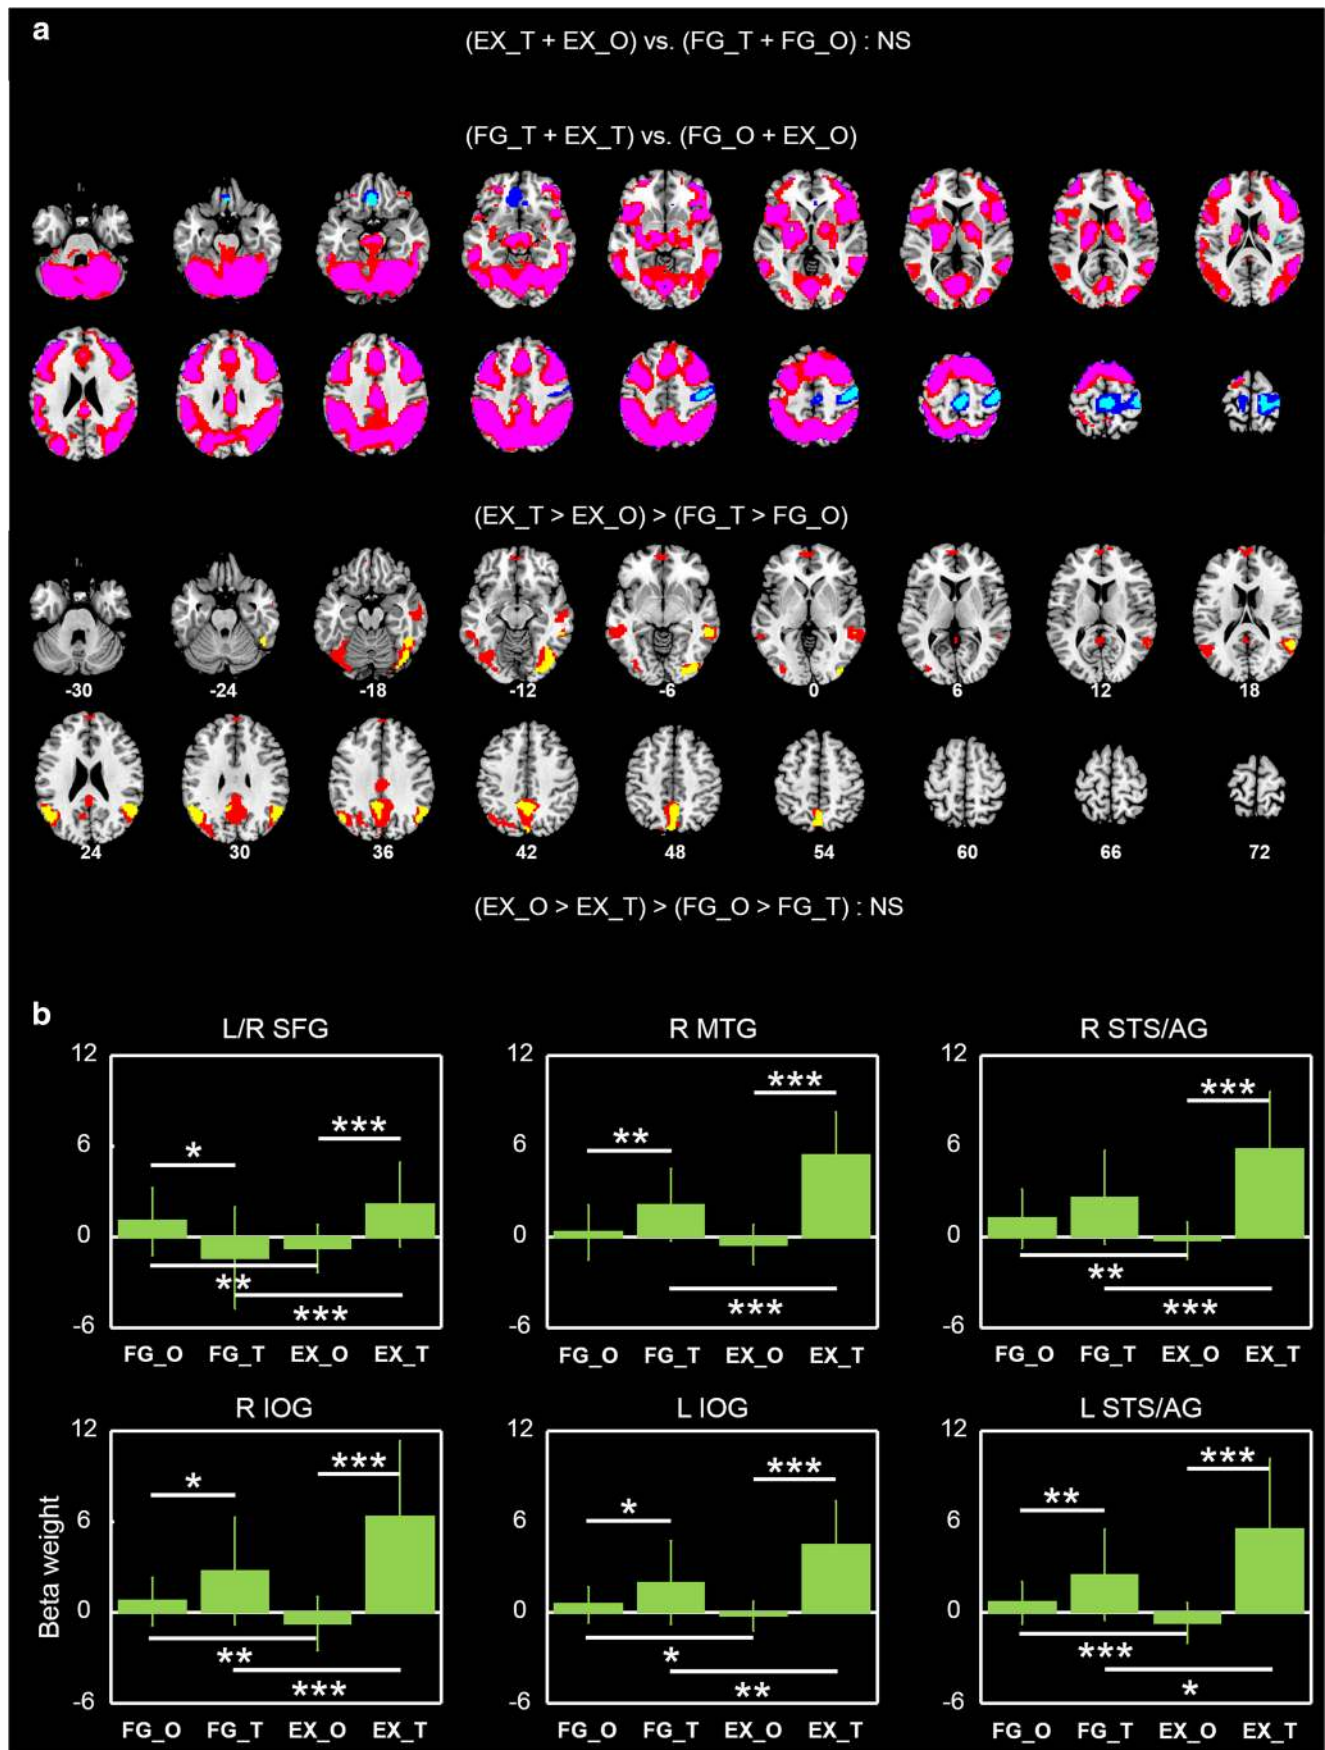 a
(EX_T + EX_O) vs. (FG_T + FG_O) : NS
(FG_T + EX_T) vs. (FG_O + EX_O)
(EX_T > EX_O) > (FG_T > FG_O)
-30 -24 -18 -12 -6 0 6 12 18
24 30 36 42 48 54 60 66 72
(EX_O > EX_T) > (FG_O > FG_T) : NS
b
L/R SFG
12
6
0
-6
*
***
**
***
FG_O FG_T EX_O EX_T
R MTG
12
6
0
-6
***
**
***
FG_O FG_T EX_O EX_T
R STS/AG
12
6
0
-6
***
**
***
FG_O FG_T EX_O EX_T
Beta weight
R IOG
12
6
0
-6
***
*
**
***
FG_O FG_T EX_O EX_T
L IOG
12
6
0
-6
***
*
*
**
FG_O FG_T EX_O EX_T
L STS/AG
12
6
0
-6
***
**
***
*
FG_O FG_T EX_O EX_T